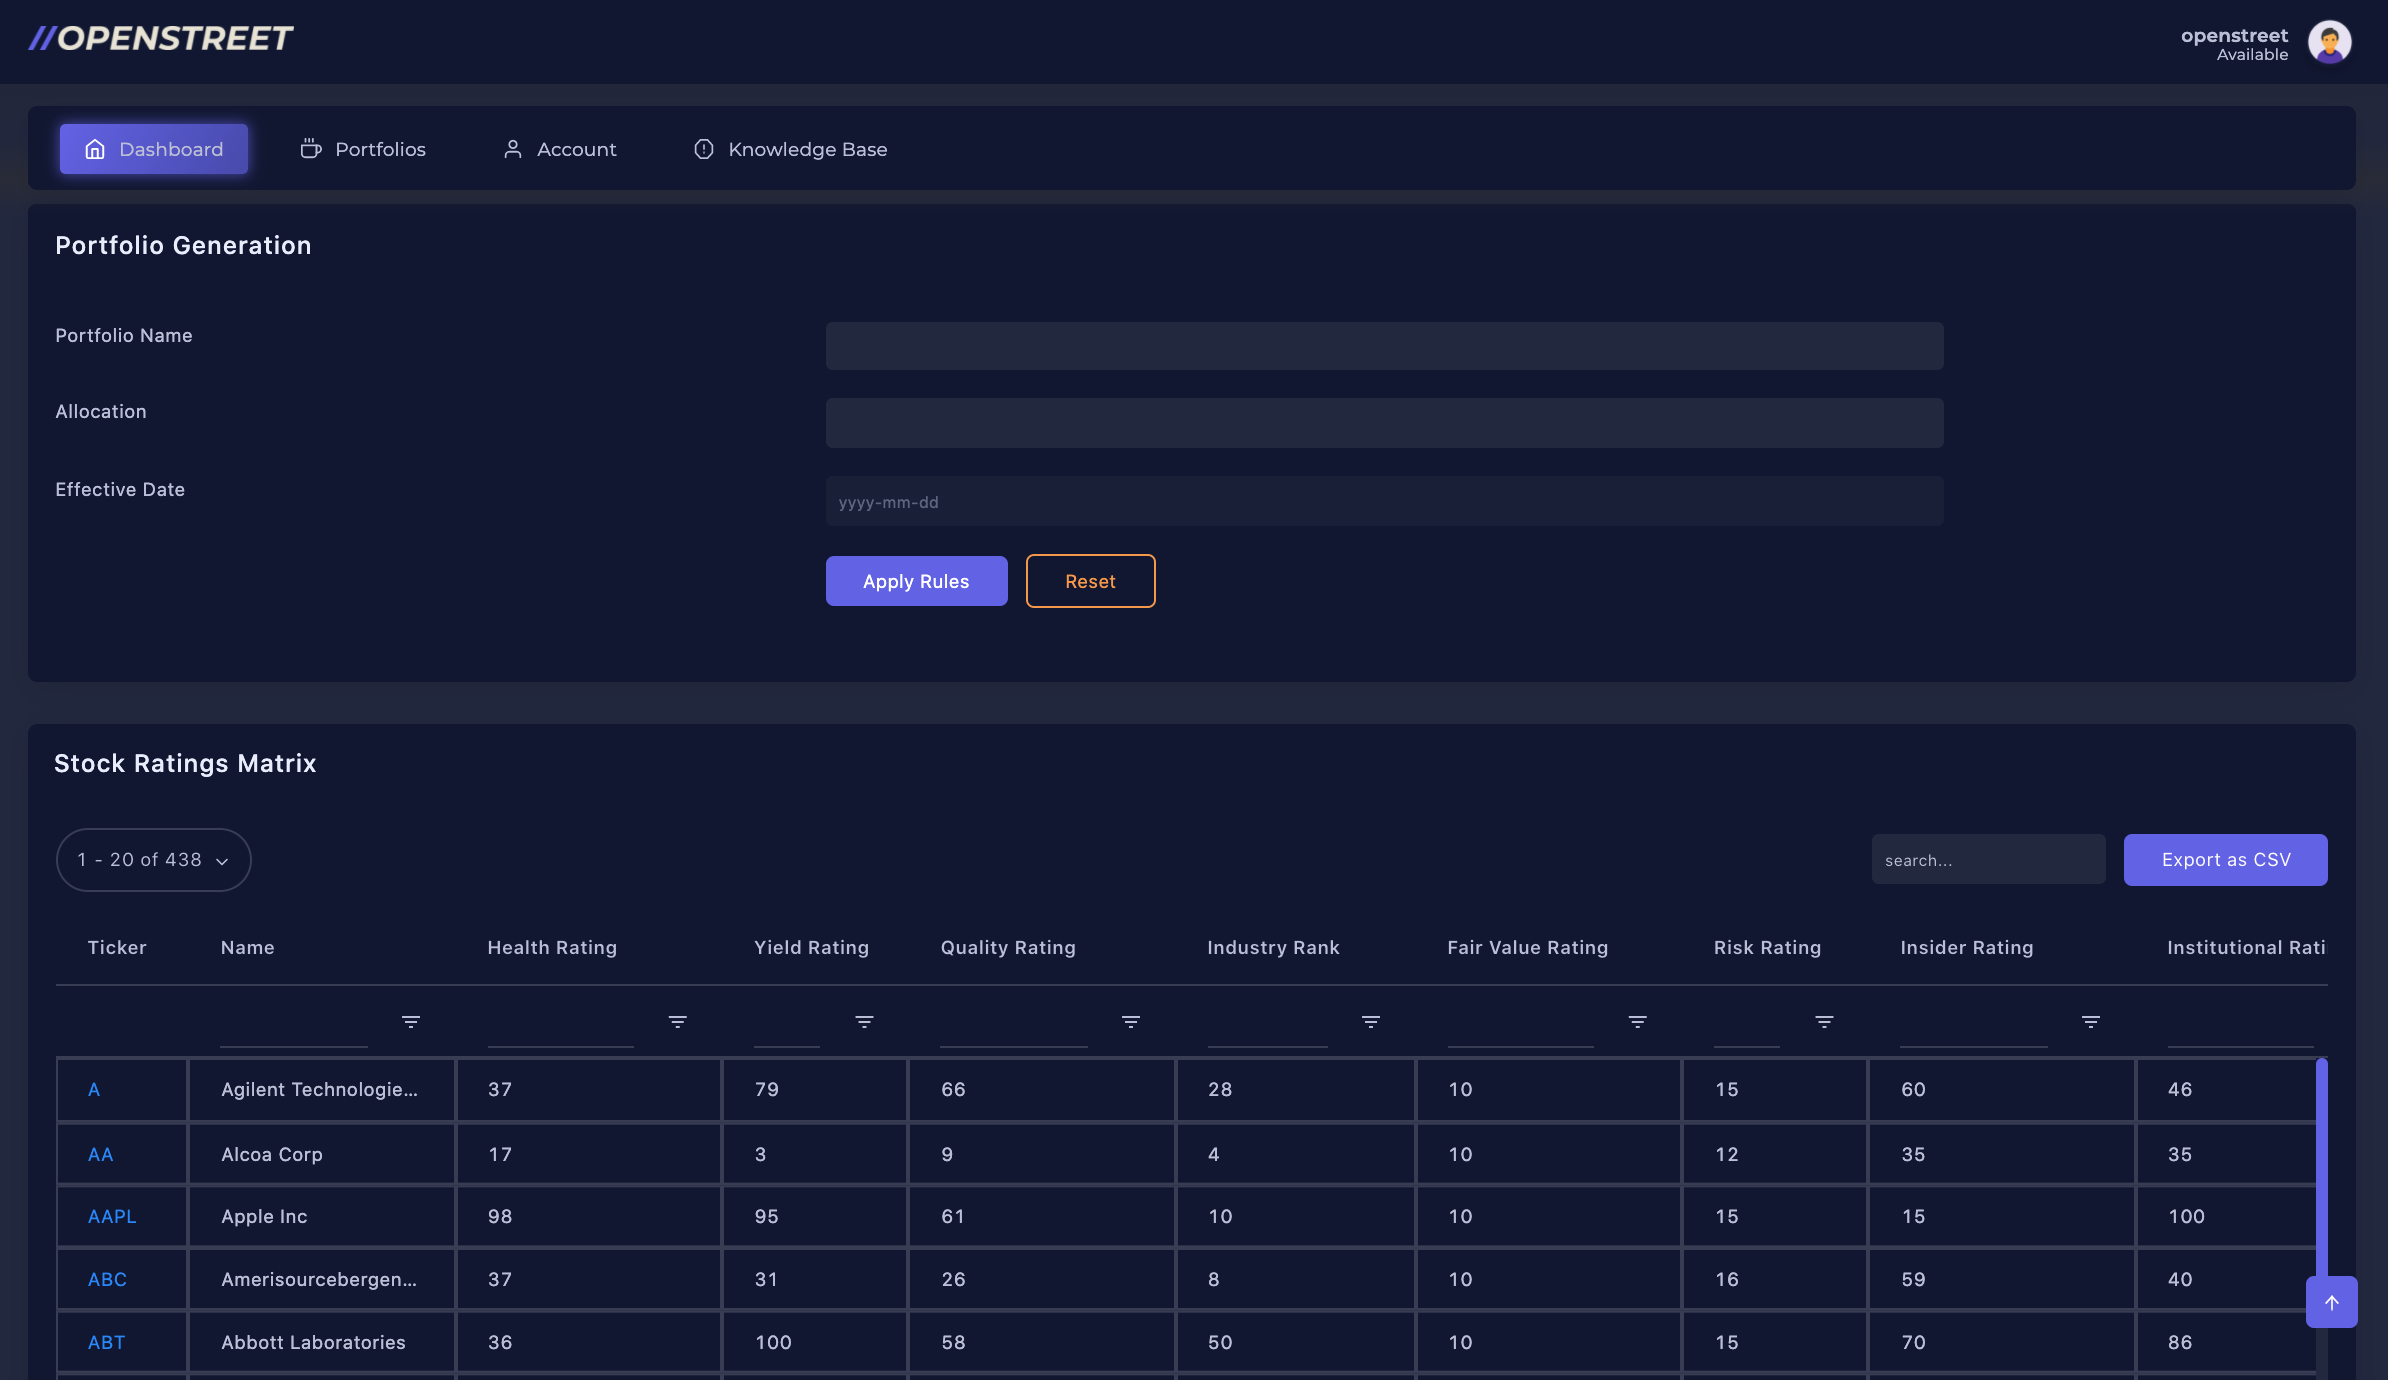 //OPENSTREET
openstreet
Available
Dashboard Portfolios Account Knowledge Base
Portfolio Generation
Portfolio Name
Allocation
Effective Date yyyy-mm-dd
Apply Rules Reset
Stock Ratings Matrix
1 - 20 of 438 search... Export as CSV
Ticker Name Health Rating Yield Rating Quality Rating Industry Rank Fair Value Rating Risk Rating Insider Rating Institutional Rati
A Agilent Technologie... 37 79 66 28 10 15 60 46
AA Alcoa Corp 17 3 9 4 10 12 35 35
AAPL Apple Inc 98 95 61 10 10 15 15 100
ABC Amerisourcebergen... 37 31 26 8 10 16 59 40
ABT Abbott Laboratories 36 100 58 50 10 15 70 86